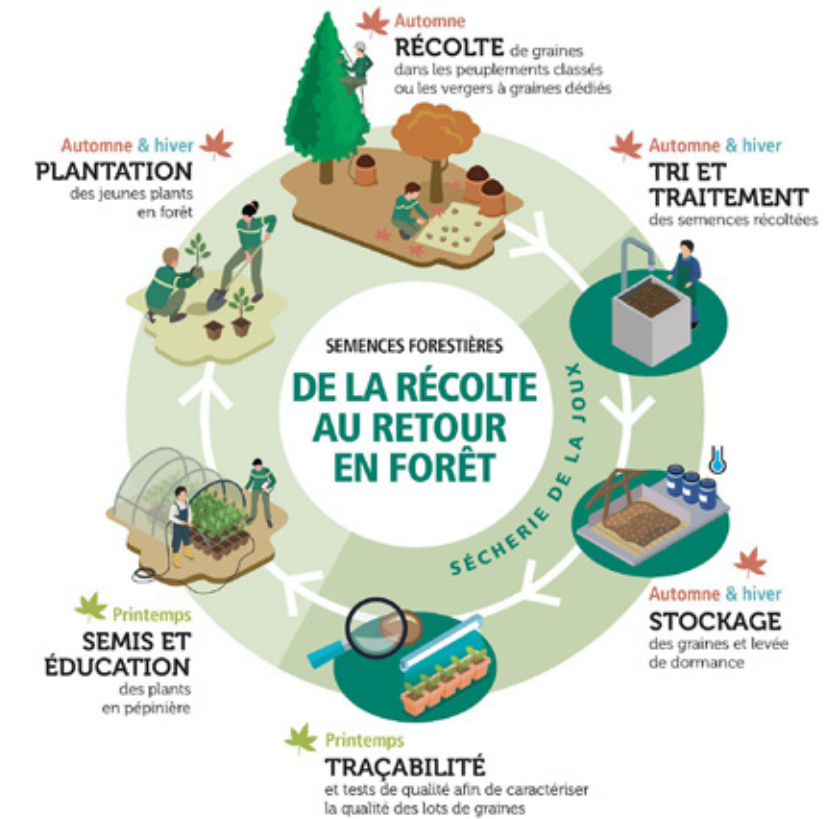 Automne
RÉCOLTE de graines
dans les peuplements classés
ou les vergers à graines dédiés
Automne & hiver
TRI ET
TRAITEMENT
des semences récoltées
Automne & hiver
STOCKAGE
des graines et levée
de dormance
Printemps
TRAÇABILITÉ
et tests de qualité afin de caractériser
la qualité des lots de graines
Printemps
SEMIS ET
ÉDUCATION
des plants
en pépinière
Automne & hiver
PLANTATION
des jeunes plants
en forêt
SEMENCES FORESTIÈRES
DE LA RÉCOLTE
AU RETOUR
EN FORÊT
SÉCHERIE DE LA JOUX